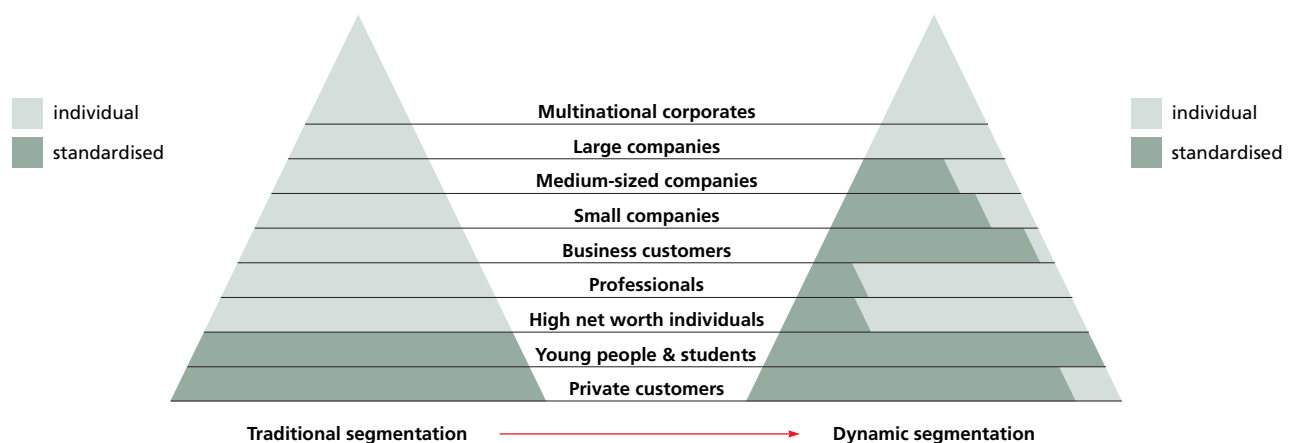 individual
standardised
Multinational corporates
Large companies
Medium-sized companies
Small companies
Business customers
Professionals
High net worth individuals
Young people & students
Private customers
individual
standardised
Traditional segmentation
Dynamic segmentation